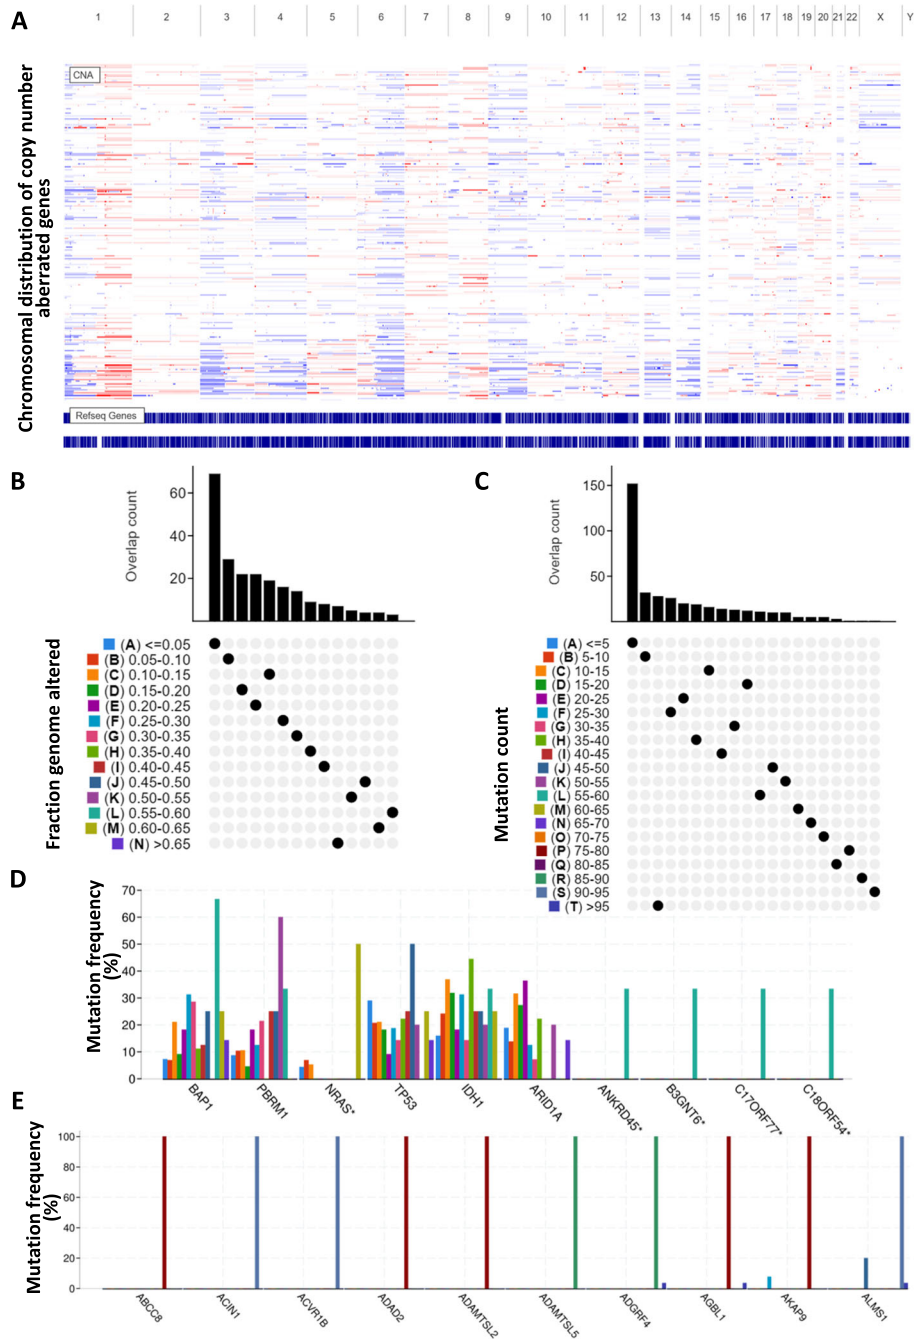 A
1 2 3 4 5 6 7 8 9 10 11 12 13 14 15 16 17 18 19 20 21 22 X Y
CNA
Chromosomal distribution of copy number
aberrated genes
Refseq Genes
B
Overlap count
60
40
20
Fraction genome altered
(A) <=0.05
(B) 0.05-0.10
(C) 0.10-0.15
(D) 0.15-0.20
(E) 0.20-0.25
(F) 0.25-0.30
(G) 0.30-0.35
(H) 0.35-0.40
(I) 0.40-0.45
(J) 0.45-0.50
(K) 0.50-0.55
(L) 0.55-0.60
(M) 0.60-0.65
(N) >0.65
C
Overlap count
150
100
50
Mutation count
(A) <=5
(B) 5-10
(C) 10-15
(D) 15-20
(E) 20-25
(F) 25-30
(G) 30-35
(H) 35-40
(I) 40-45
(J) 45-50
(K) 50-55
(L) 55-60
(M) 60-65
(N) 65-70
(O) 70-75
(P) 75-80
(Q) 80-85
(R) 85-90
(S) 90-95
(T) >95
D
Mutation frequency
(%)
70
60
50
40
30
20
10
0
BAP1
PBRM1
NRAS*
TP53
IDH1
ARID1A
ANKRD45*
B3GNT6*
C17ORF77*
C18ORF54*
E
Mutation frequency
(%)
100
80
60
40
20
0
ABCC8
ACIN1
ACVR1B
ADAD2
ADAMTSL2
ADAMTSL5
ADGRF4
AGBL1
AKAP9
ALMS1